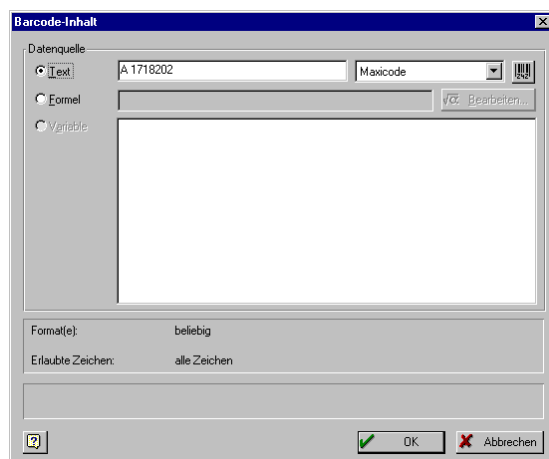 Barcode-Inhalt
Datenquelle
Text A 1718202 Maxicode
Formel √α Bearbeiten...
Variable
Format(e): beliebig
Erlaubte Zeichen: alle Zeichen
? OK Abbrechen